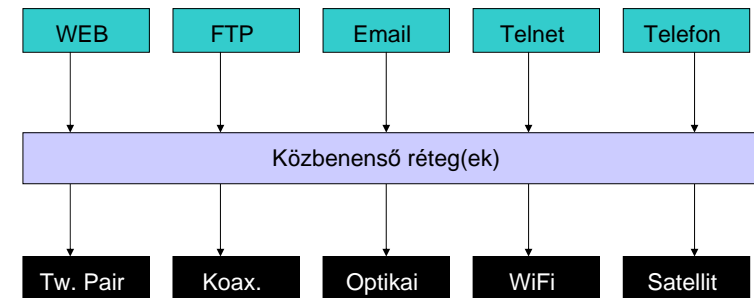 WEB FTP Email Telnet Telefon
Közbenenső réteg(ek)
Tw. Pair Koax. Optikai WiFi Satellit